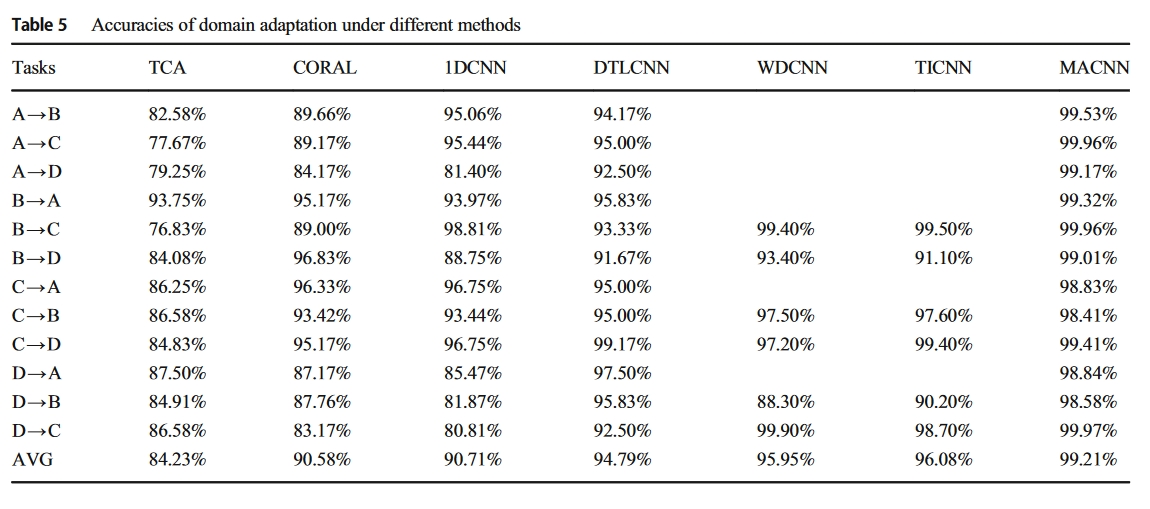 Table 5 Accuracies of domain adaptation under different methods
Tasks TCA CORAL 1DCNN DTLCNN WDCNN TICNN MACNN
A→B 82.58% 89.66% 95.06% 94.17% 99.53%
A→C 77.67% 89.17% 95.44% 95.00% 99.96%
A→D 79.25% 84.17% 81.40% 92.50% 99.17%
B→A 93.75% 95.17% 93.97% 95.83% 99.32%
B→C 76.83% 89.00% 98.81% 93.33% 99.40% 99.50% 99.96%
B→D 84.08% 96.83% 88.75% 91.67% 93.40% 91.10% 99.01%
C→A 86.25% 96.33% 96.75% 95.00% 98.83%
C→B 86.58% 93.42% 93.44% 95.00% 97.50% 97.60% 98.41%
C→D 84.83% 95.17% 96.75% 99.17% 97.20% 99.40% 99.41%
D→A 87.50% 87.17% 85.47% 97.50% 98.84%
D→B 84.91% 87.76% 81.87% 95.83% 88.30% 90.20% 98.58%
D→C 86.58% 83.17% 80.81% 92.50% 99.90% 98.70% 99.97%
AVG 84.23% 90.58% 90.71% 94.79% 95.95% 96.08% 99.21%